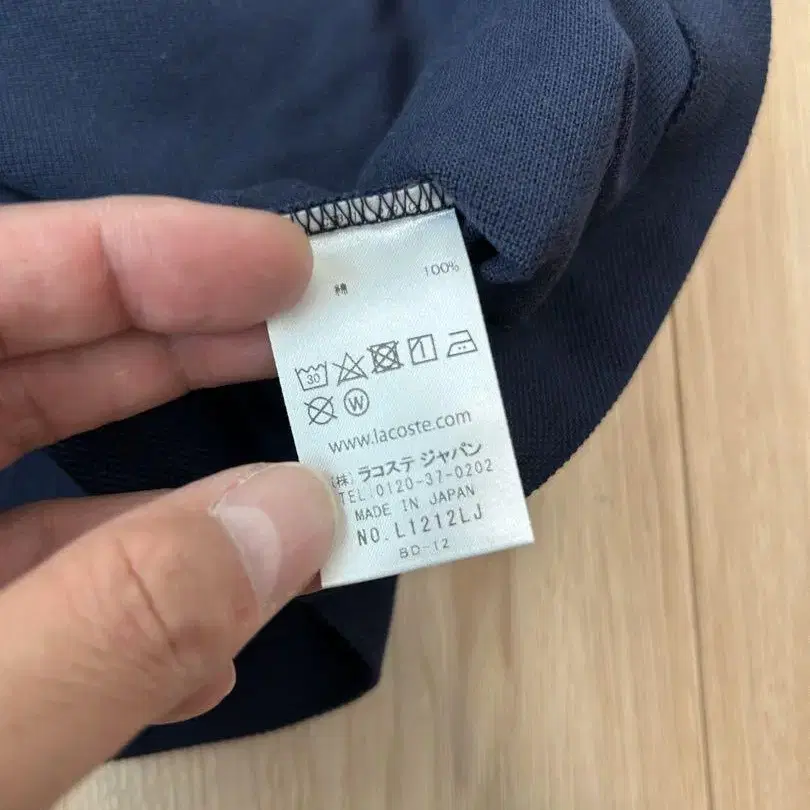 綿 100%
30
W
www.lacoste.com
(株)ラコステ ジャパン
TEL:0120-37-0202
MADE IN JAPAN
NO.L1212LJ
BD-12